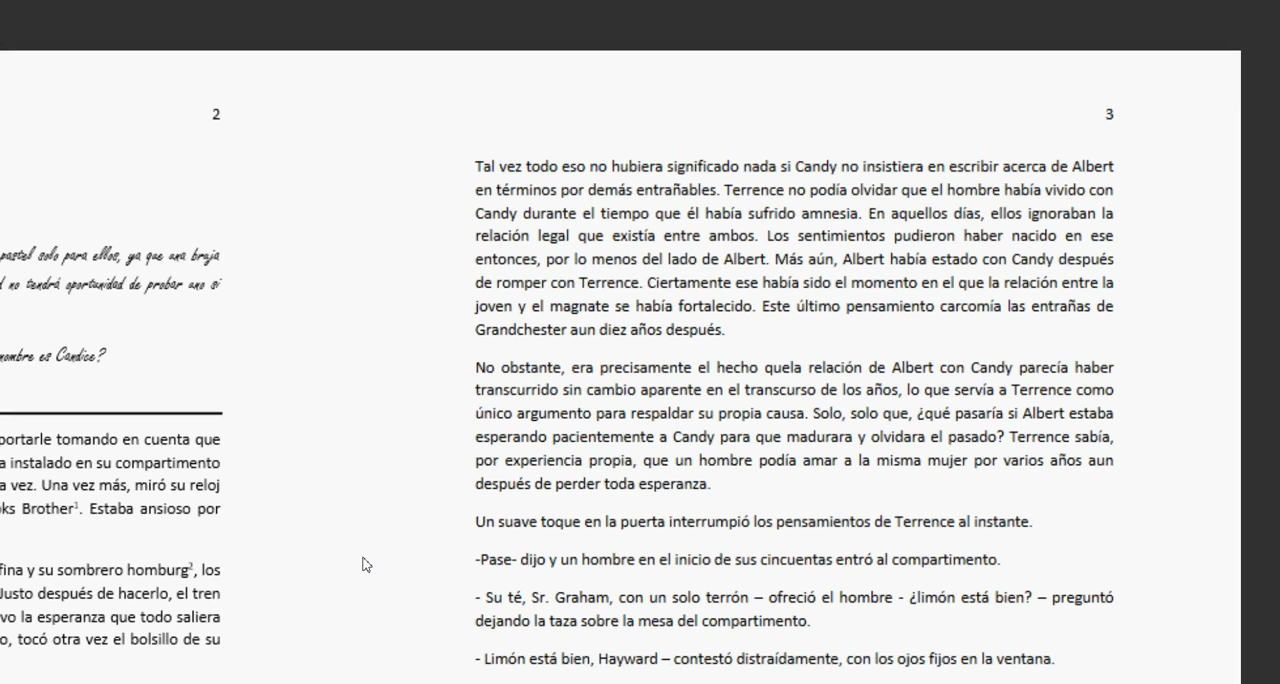 2
pastel solo para ellos, ya que una bruja
no tendrá oportunidad de probar uno si
nombre es Candice?
portarle tomando en cuenta que
a instalado en su compartimento
a vez. Una vez más, miró su reloj
oks Brother¹. Estaba ansioso por
fina y su sombrero homburg², los
Justo después de hacerlo, el tren
vo la esperanza que todo saliera
o, tocó otra vez el bolsillo de su
3
Tal vez todo eso no hubiera significado nada si Candy no insistiera en escribir acerca de Albert
en términos por demás entrañables. Terrence no podía olvidar que el hombre había vivido con
Candy durante el tiempo que él había sufrido amnesia. En aquellos días, ellos ignoraban la
relación legal que existía entre ambos. Los sentimientos pudieron haber nacido en ese
entonces, por lo menos del lado de Albert. Más aún, Albert había estado con Candy después
de romper con Terrence. Ciertamente ese había sido el momento en el que la relación entre la
joven y el magnate se había fortalecido. Este último pensamiento carcomía las entrañas de
Grandchester aun diez años después.
No obstante, era precisamente el hecho quela relación de Albert con Candy parecía haber
transcurrido sin cambio aparente en el transcurso de los años, lo que servía a Terrence como
único argumento para respaldar su propia causa. Solo, solo que, ¿qué pasaría si Albert estaba
esperando pacientemente a Candy para que madurara y olvidara el pasado? Terrence sabía,
por experiencia propia, que un hombre podía amar a la misma mujer por varios años aun
después de perder toda esperanza.
Un suave toque en la puerta interrumpió los pensamientos de Terrence al instante.
-Pase- dijo y un hombre en el inicio de sus cincuentas entró al compartimento.
- Su té, Sr. Graham, con un solo terrón – ofreció el hombre - ¿limón está bien? – preguntó
dejando la taza sobre la mesa del compartimento.
- Limón está bien, Hayward – contestó distraídamente, con los ojos fijos en la ventana.